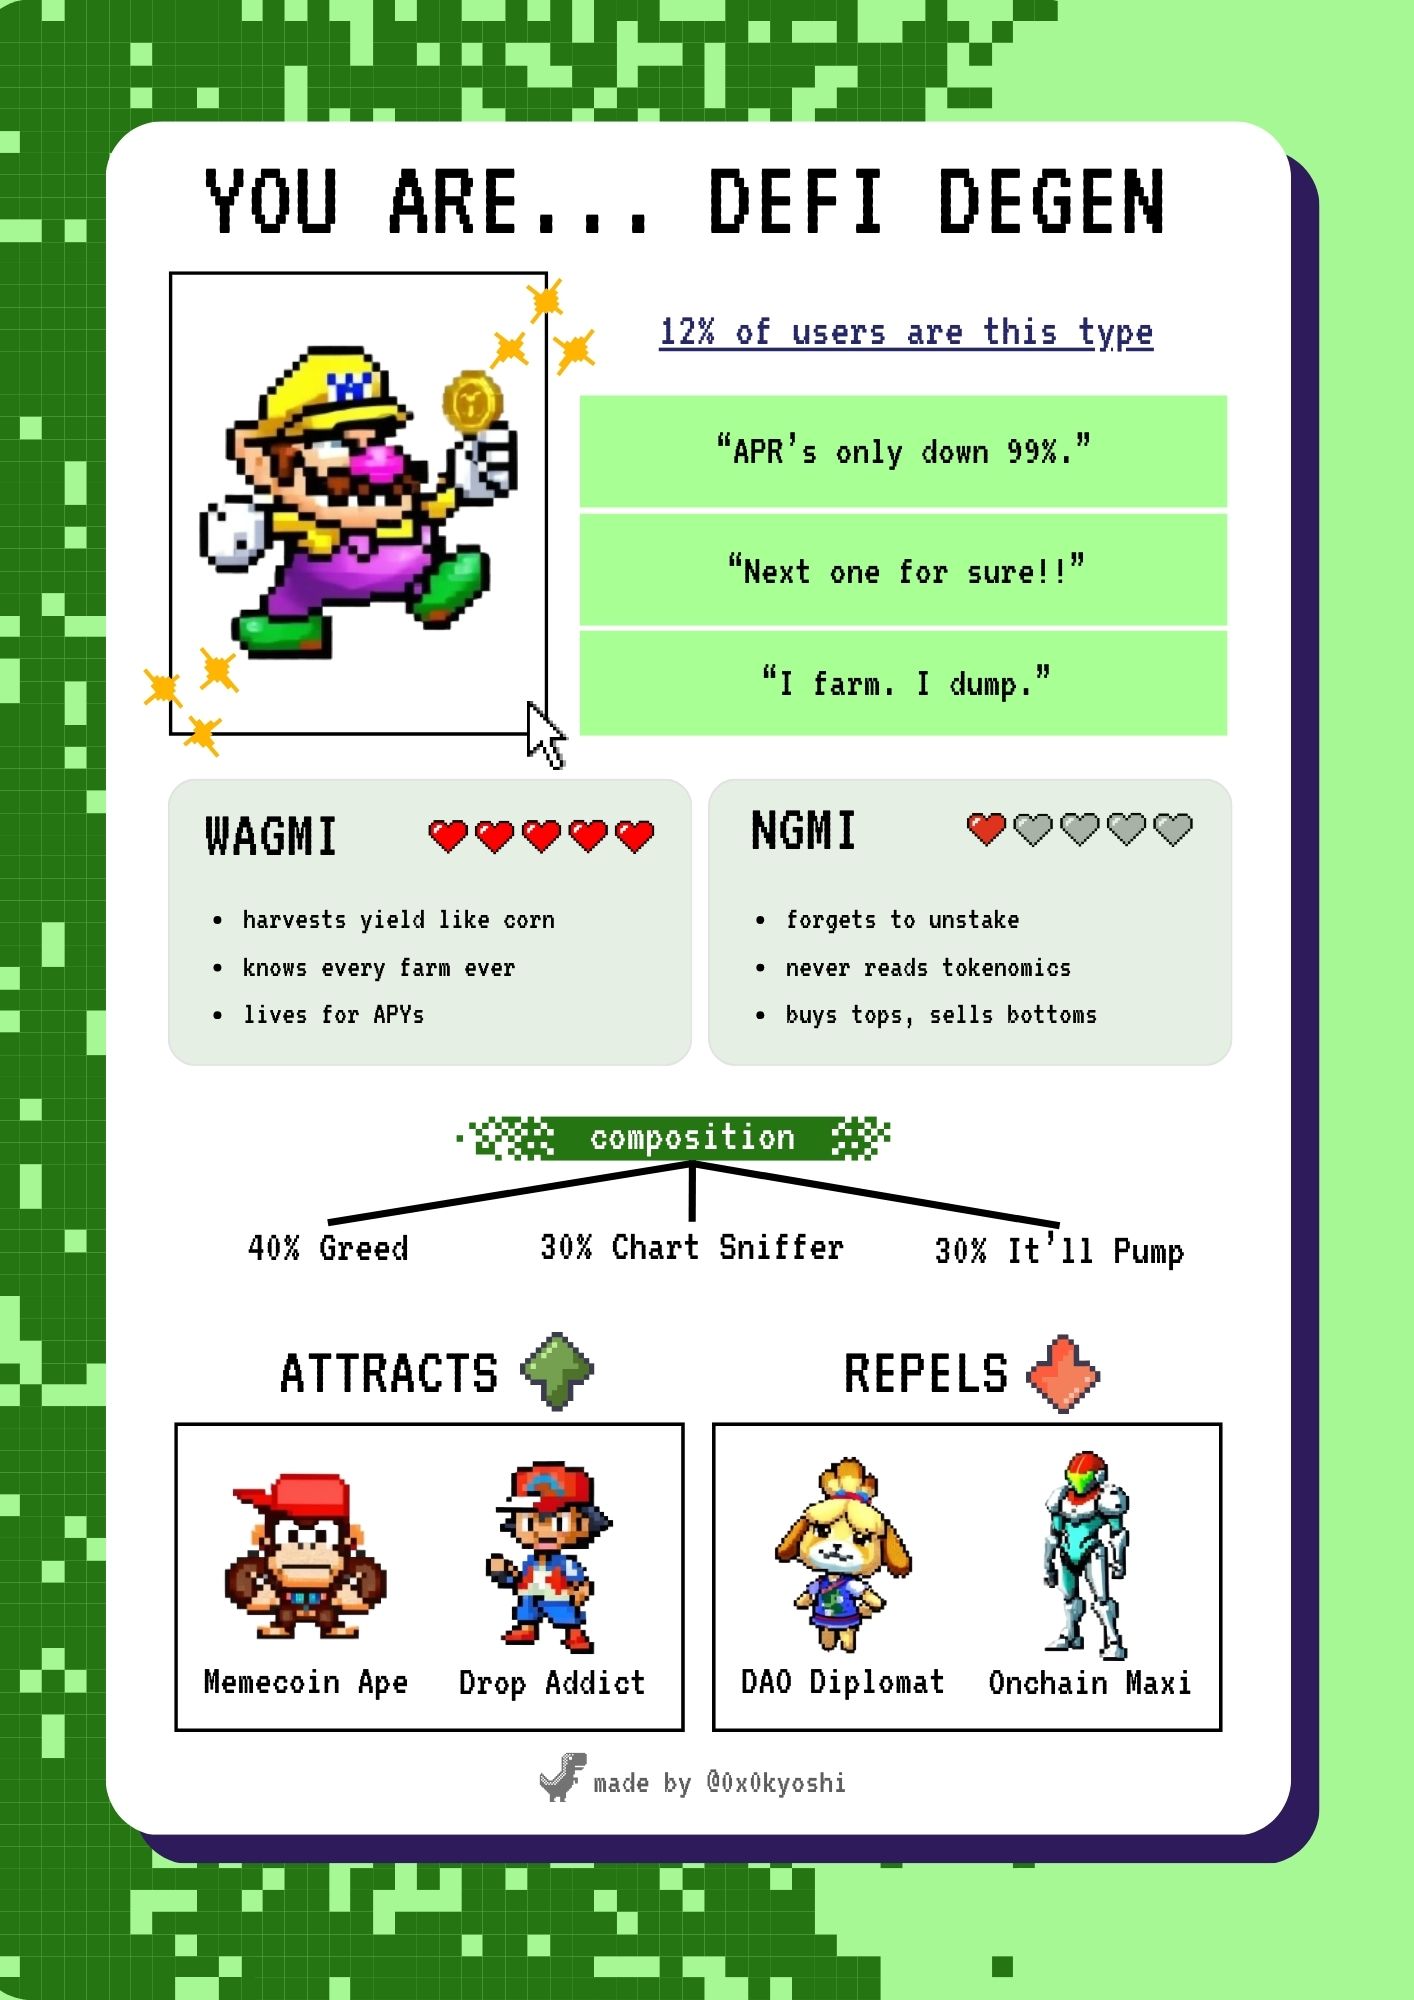 YOU ARE... DEFI DEGEN
W
12% of users are this type
“APR’s only down 99%.”
“Next one for sure!!”
“I farm. I dump.”
WAGMI
• harvests yield like corn
• knows every farm ever
• lives for APYs
NGMI
• forgets to unstake
• never reads tokenomics
• buys tops, sells bottoms
composition
40% Greed
30% Chart Sniffer
30% It’ll Pump
ATTRACTS
Memecoin Ape
Drop Addict
REPELS
DAO Diplomat
Onchain Maxi
made by @0x0kyoshi